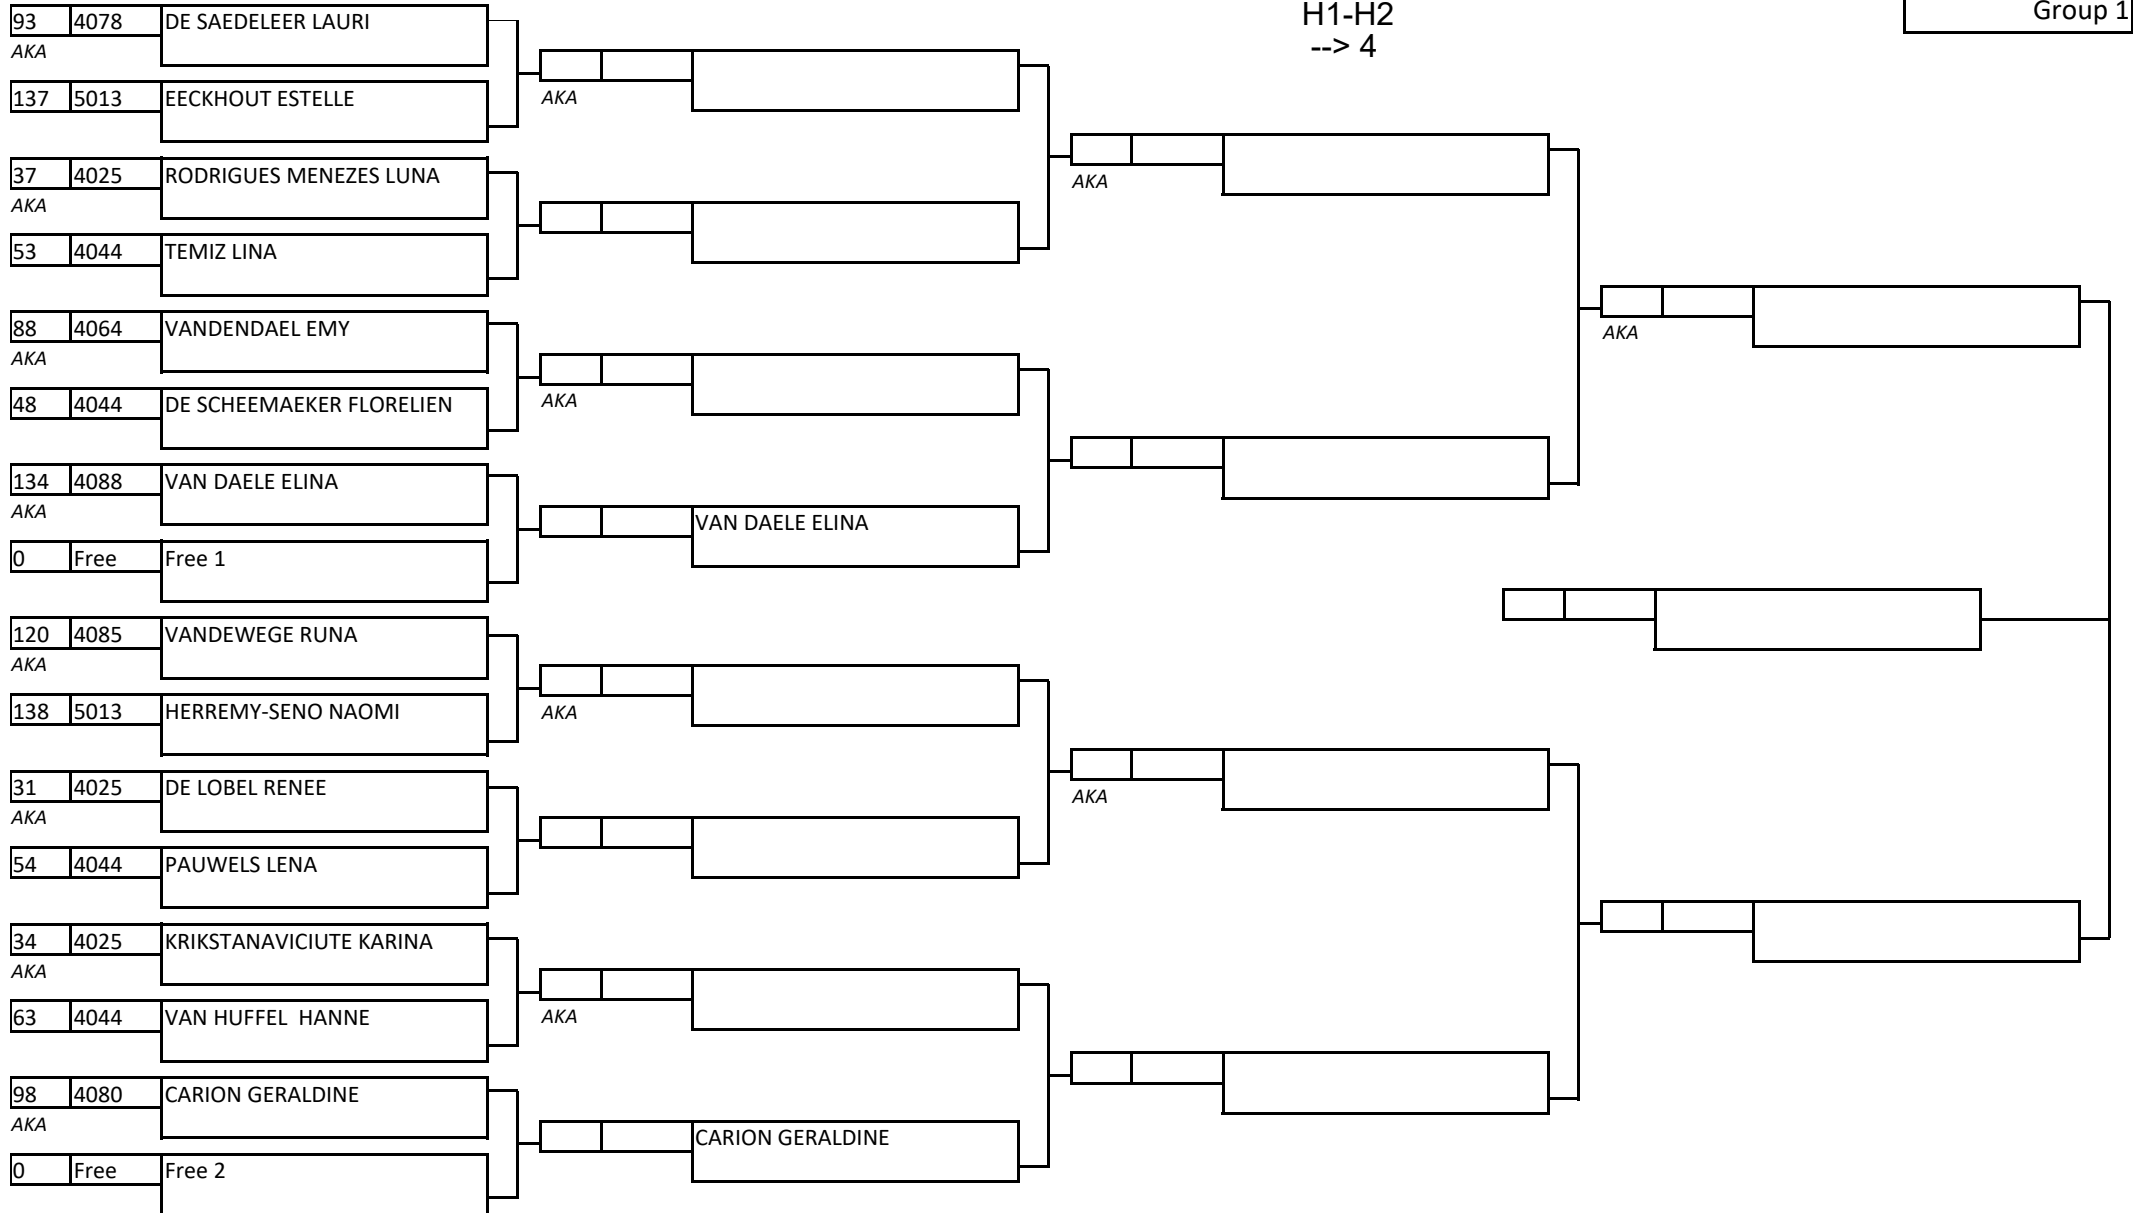 H1-H2
--> 4
Group 1
93 4078 DE SAEDELEER LAURI
AKA
137 5013 EECKHOUT ESTELLE
AKA
37 4025 RODRIGUES MENEZES LUNA
AKA
AKA
53 4044 TEMIZ LINA
88 4064 VANDENDAEL EMY
AKA
AKA
48 4044 DE SCHEEMAEKER FLORELIEN
AKA
134 4088 VAN DAELE ELINA
AKA
VAN DAELE ELINA
0 Free Free 1
120 4085 VANDEWEGE RUNA
AKA
138 5013 HERREMY-SENO NAOMI
AKA
31 4025 DE LOBEL RENEE
AKA
AKA
54 4044 PAUWELS LENA
34 4025 KRIKSTANAVICIUTE KARINA
AKA
63 4044 VAN HUFFEL  HANNE
AKA
98 4080 CARION GERALDINE
AKA
CARION GERALDINE
0 Free Free 2